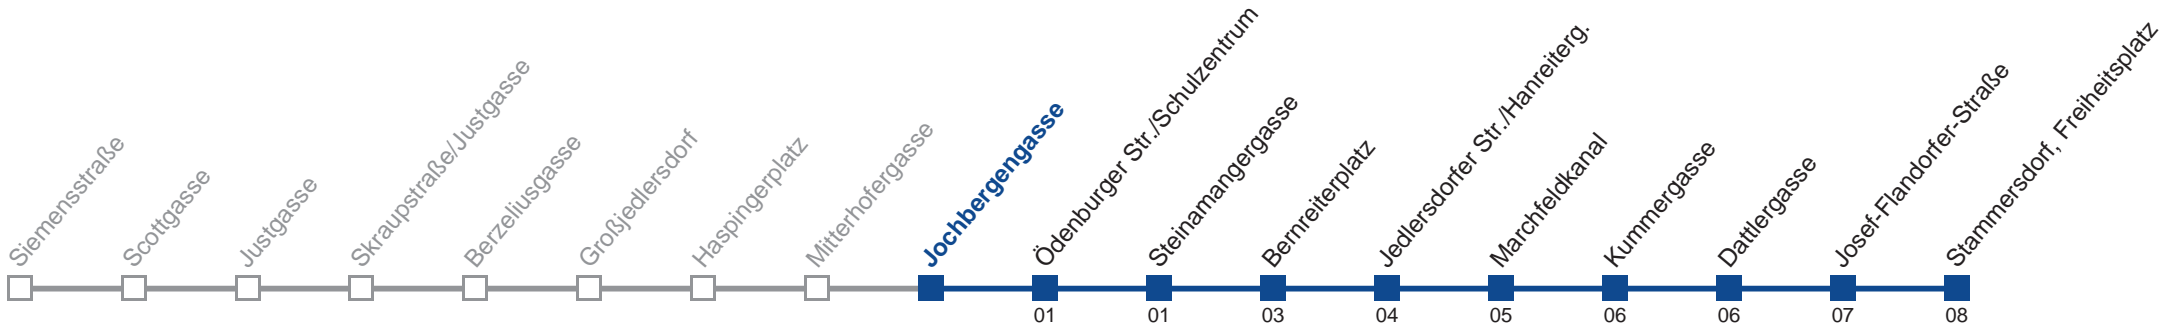 Siemensstraße
Scottgasse
Justgasse
Skraupstraße/Justgasse
Berzeliusgasse
Großjedlersdorf
Haspingerplatz
Mitterhofergasse
Jochbergengasse
Ödenburger Str./Schulzentrum
Steinamangergasse
Bernreiterplatz
Jedlersdorfer Str./Hanreiterg.
Marchfeldkanal
Kummergasse
Dattlergasse
Josef-Flandorfer-Straße
Stammersdorf, Freiheitsplatz
01 01 03 04 05 06 06 07 08